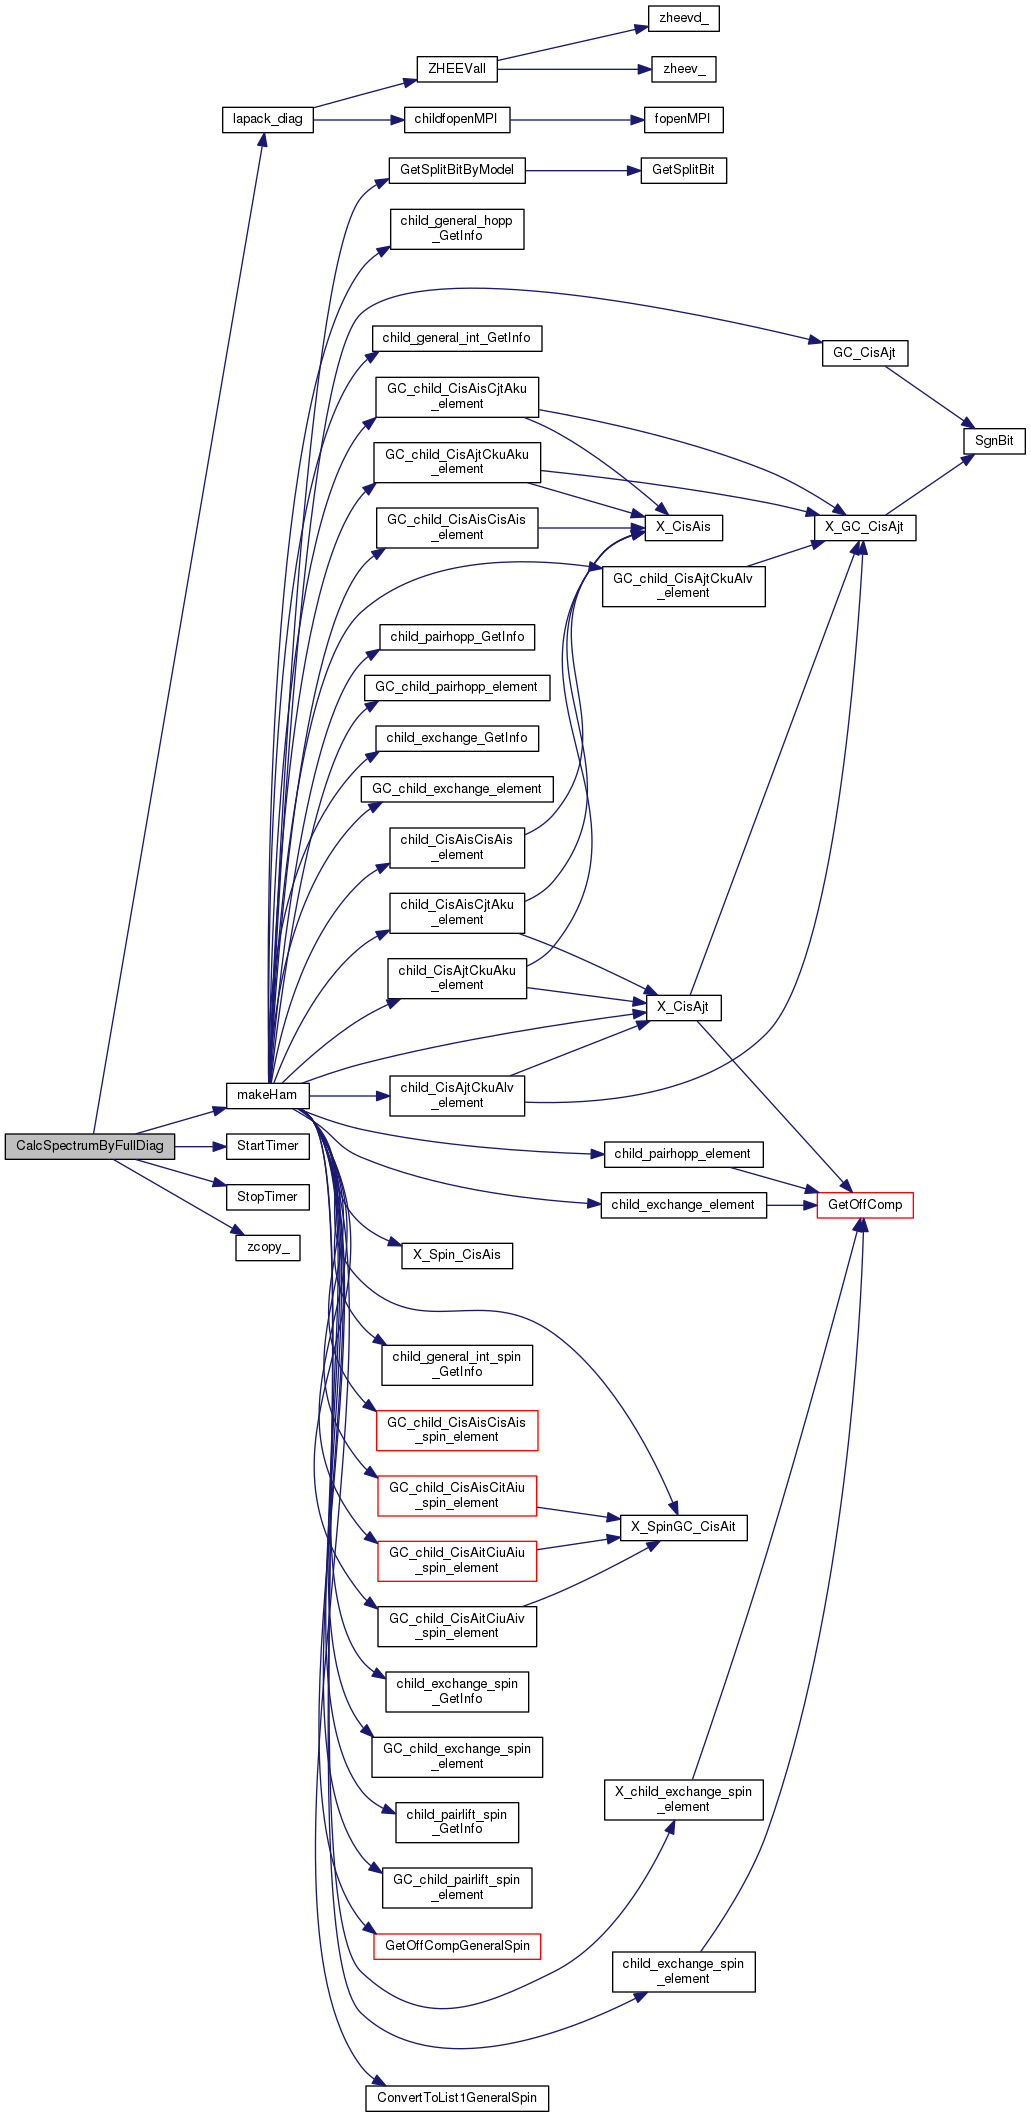 zheevd_
ZHEEVall
zheev_
lapack_diag
childfopenMPI
fopenMPI
GetSplitBitByModel
GetSplitBit
child_general_hopp
_GetInfo
child_general_int_GetInfo
GC_CisAjt
GC_child_CisAisCjtAku
_element
SgnBit
GC_child_CisAjtCkuAku
_element
GC_child_CisAisCisAis
_element
X_CisAis
X_GC_CisAjt
GC_child_CisAjtCkuAlv
_element
child_pairhopp_GetInfo
GC_child_pairhopp_element
child_exchange_GetInfo
GC_child_exchange_element
child_CisAisCisAis
_element
child_CisAisCjtAku
_element
child_CisAjtCkuAku
_element
X_CisAjt
makeHam
child_CisAjtCkuAlv
_element
CalcSpectrumByFullDiag
StartTimer
child_pairhopp_element
StopTimer
child_exchange_element
GetOffComp
zcopy_
X_Spin_CisAis
child_general_int_spin
_GetInfo
GC_child_CisAisCisAis
_spin_element
GC_child_CisAisCitAiu
_spin_element
X_SpinGC_CisAit
GC_child_CisAitCiuAiu
_spin_element
GC_child_CisAitCiuAiv
_spin_element
child_exchange_spin
_GetInfo
GC_child_exchange_spin
_element
X_child_exchange_spin
_element
child_pairlift_spin
_GetInfo
GC_child_pairlift_spin
_element
GetOffCompGeneralSpin
child_exchange_spin
_element
ConvertToList1GeneralSpin